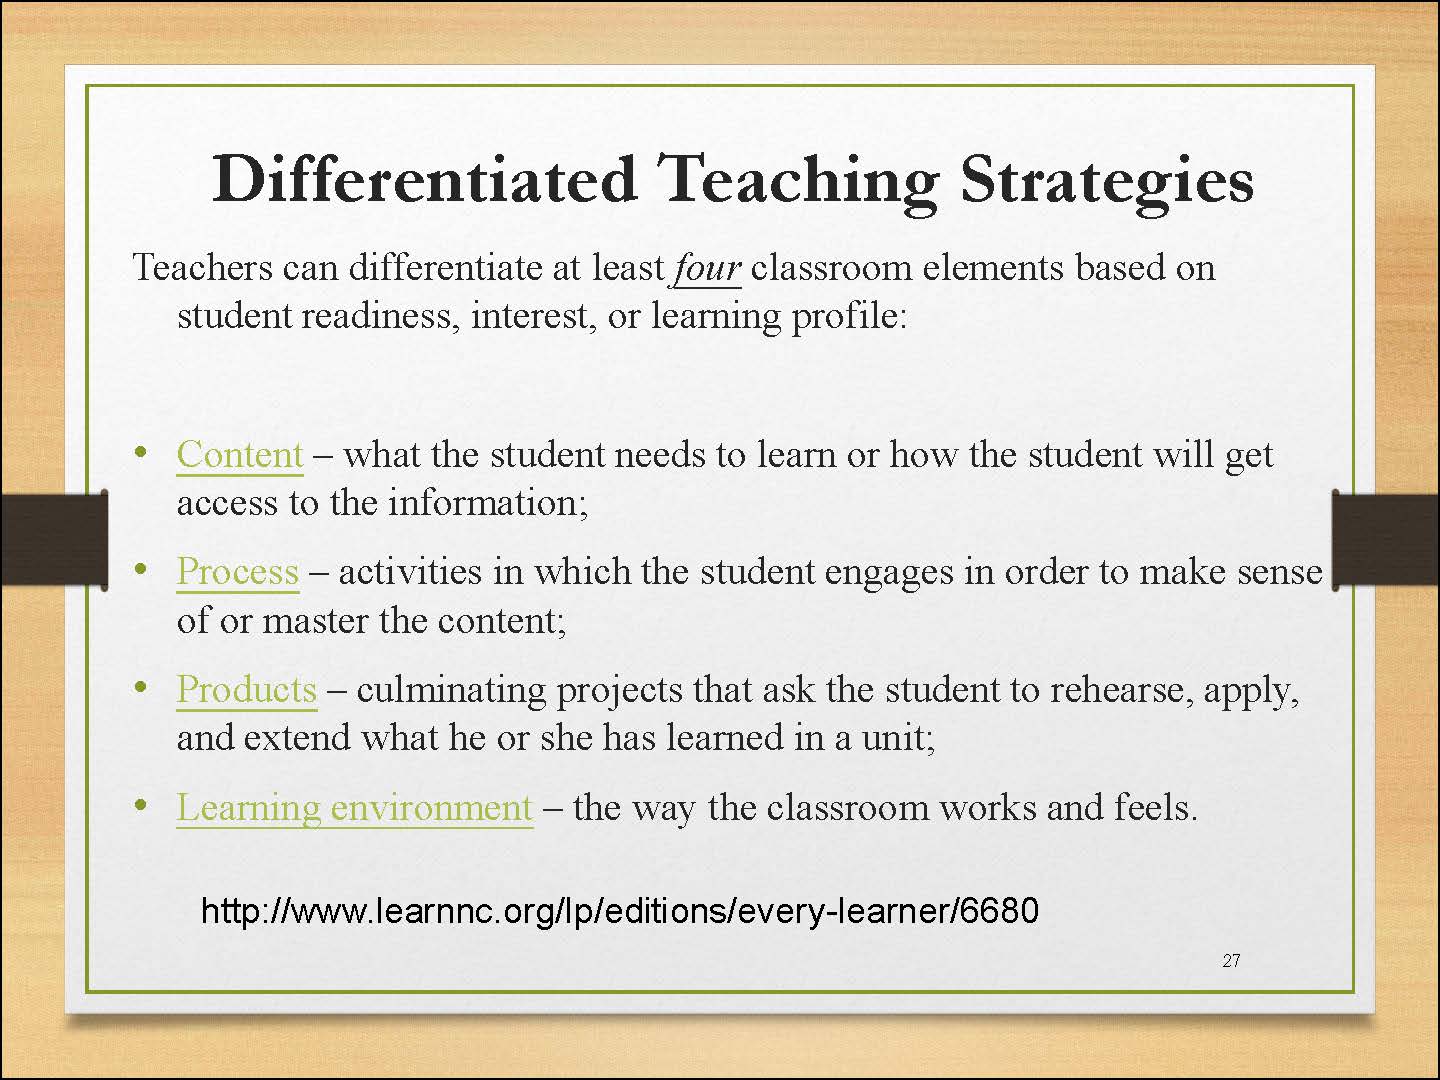 Differentiated Teaching Strategies
Teachers can differentiate at least four classroom elements based on
student readiness, interest, or learning profile:
• Content – what the student needs to learn or how the student will get
access to the information;
• Process – activities in which the student engages in order to make sense
of or master the content;
• Products – culminating projects that ask the student to rehearse, apply,
and extend what he or she has learned in a unit;
• Learning environment – the way the classroom works and feels.
http://www.learnnc.org/lp/editions/every-learner/6680
27